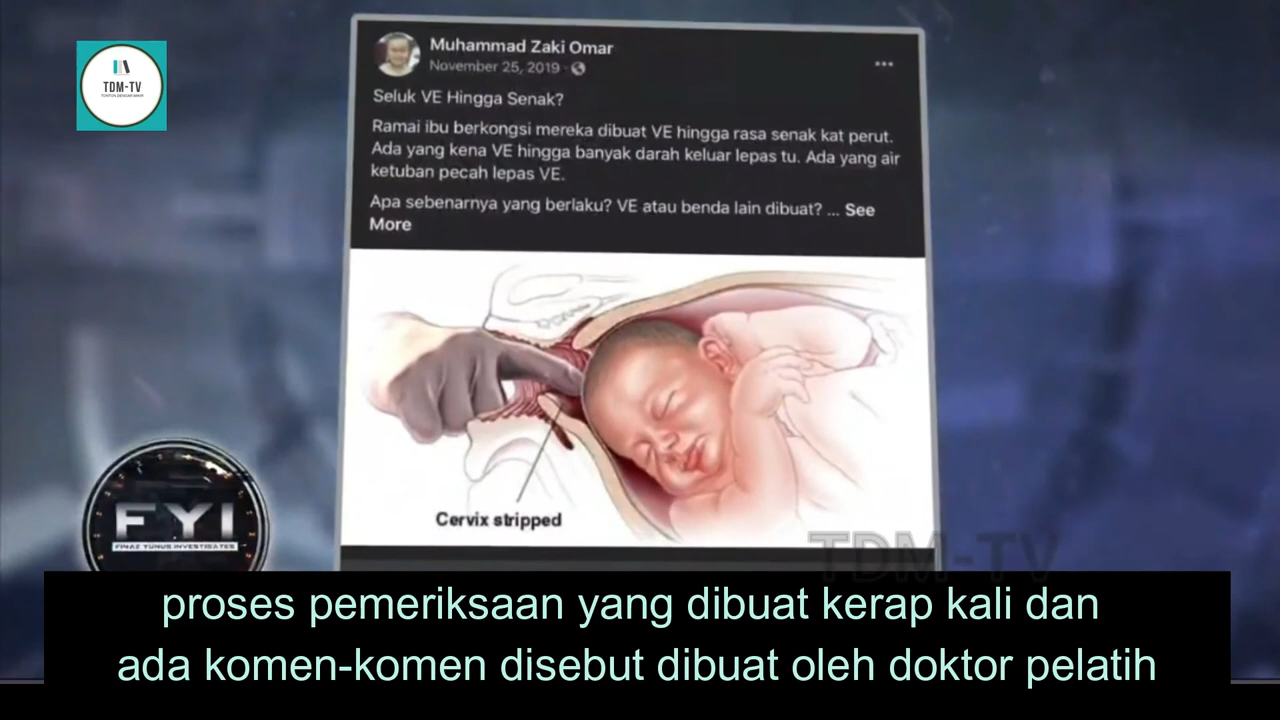 TDM-TV
Muhammad Zaki Omar
November 25, 2019
Seluk VE Hingga Senak?
Ramai ibu berkongsi mereka dibuat VE hingga rasa senak kat perut.
Ada yang kena VE hingga banyak darah keluar lepas tu. Ada yang air
ketuban pecah lepas VE.
Apa sebenarnya yang berlaku? VE atau benda lain dibuat? ... See
More
Cervix stripped
FYI
TDM-TV
proses pemeriksaan yang dibuat kerap kali dan
ada komen-komen disebut dibuat oleh doktor pelatih